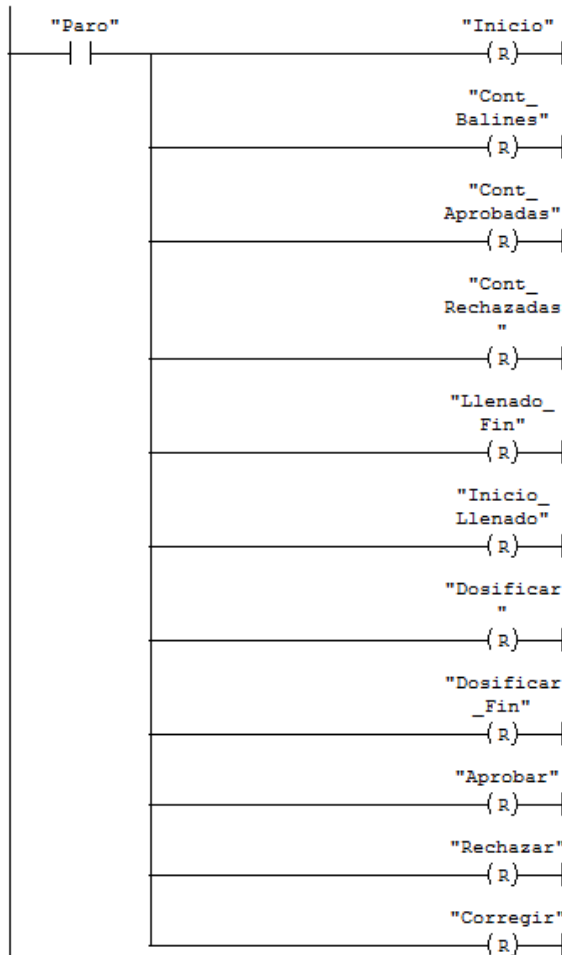 "Paro"
"Inicio"
R
"Cont_
Balines"
R
"Cont_
Aprobadas"
R
"Cont_
Rechazadas
"
R
"Llenado_
Fin"
R
"Inicio_
Llenado"
R
"Dosificar
"
R
"Dosificar
_Fin"
R
"Aprobar"
R
"Rechazar"
R
"Corregir"
R